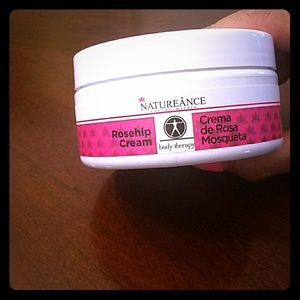 NATUREÀNCE
Rosehip
Cream
body therapy
Crema
de Rosa
Mosqueta